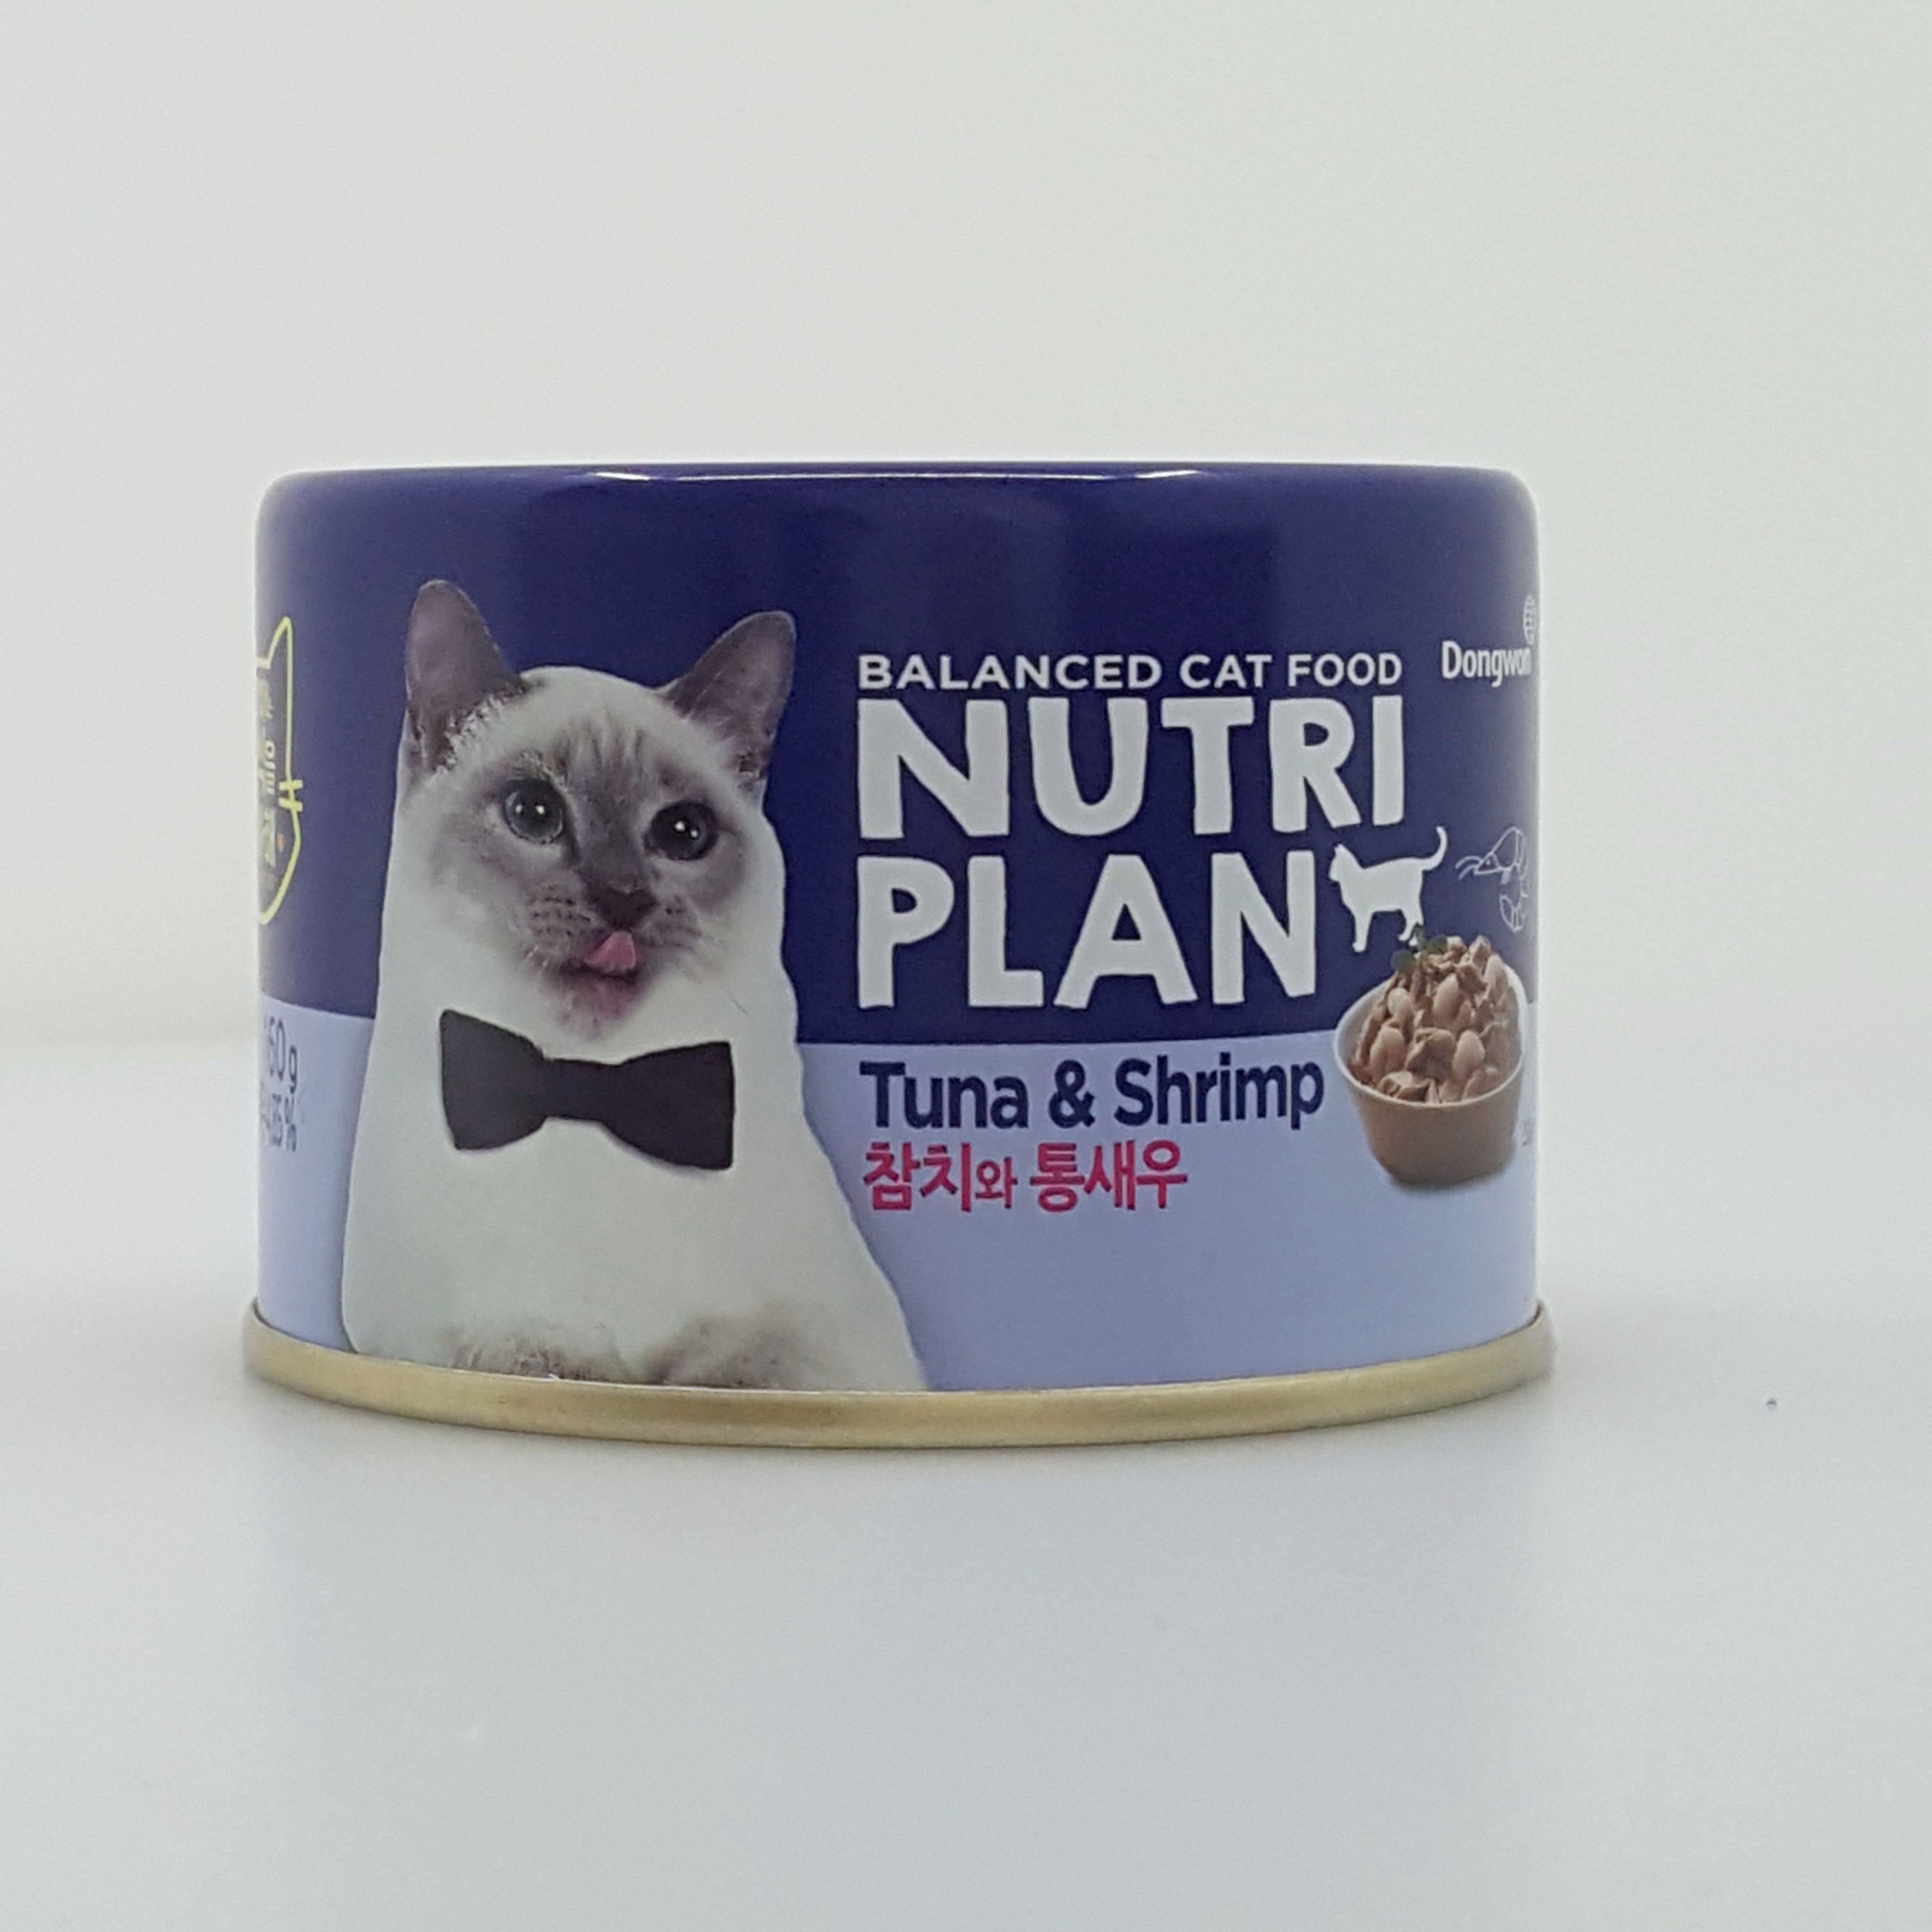 BALANCED CAT FOOD
Dongwon
NUTRI
PLAN
Tuna & Shrimp
참치와 통새우